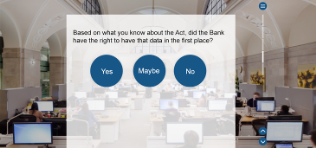 Based on what you know about the Act, did the Bank
have the right to have that data in the first place?
Yes
Maybe
No